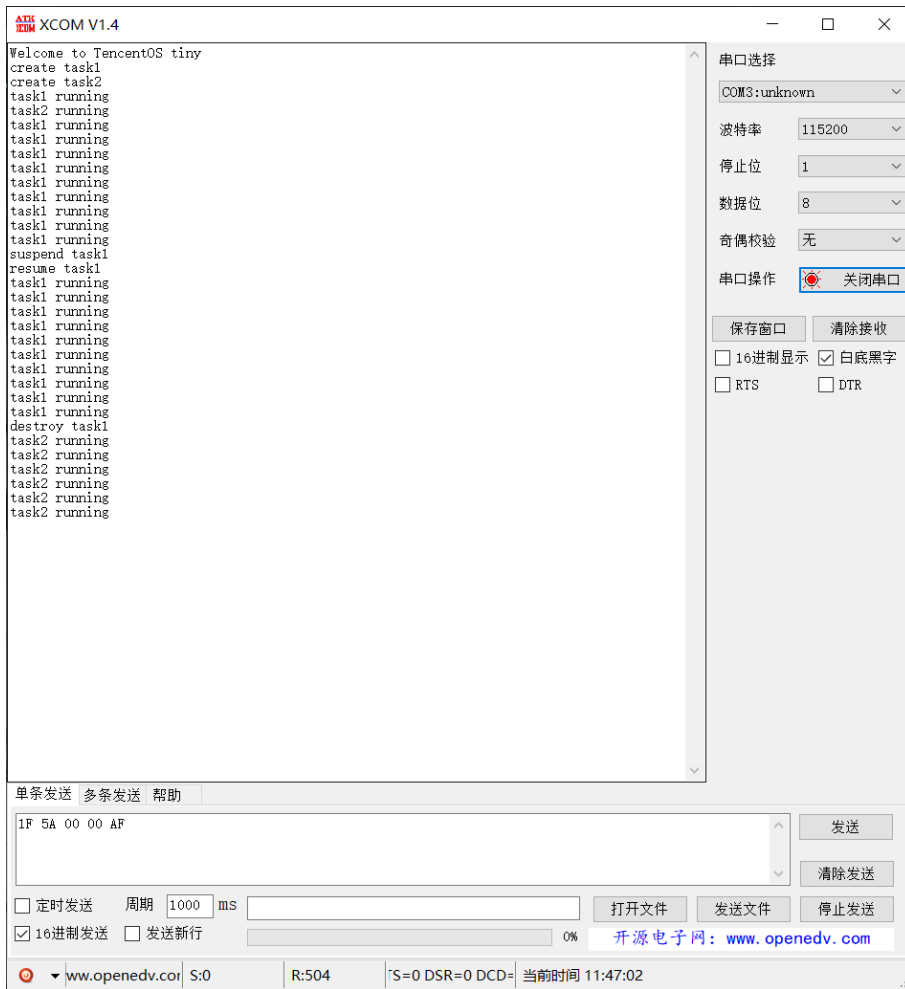 ATK XCOM XCOM V1.4
Welcome to TencentOS tiny
create task1
create task2
task1 running
task2 running
task1 running
task1 running
task1 running
task1 running
task1 running
task1 running
task1 running
task1 running
task1 running
suspend task1
resume task1
task1 running
task1 running
task1 running
task1 running
task1 running
task1 running
task1 running
task1 running
task1 running
task1 running
destroy task1
task2 running
task2 running
task2 running
task2 running
task2 running
task2 running
串口选择
COM3:unknown
波特率 115200
停止位 1
数据位 8
奇偶校验 无
串口操作 关闭串口
保存窗口 清除接收
16进制显示 白底黑字
RTS DTR
单条发送 多条发送 帮助
1F 5A 00 00 AF
发送
清除发送
定时发送 周期 1000 ms 打开文件 发送文件 停止发送
16进制发送 发送新行 0% 开源电子网：www.openedv.com
ww.openedv.cor S:0 R:504 TS=0 DSR=0 DCD= 当前时间 11:47:02